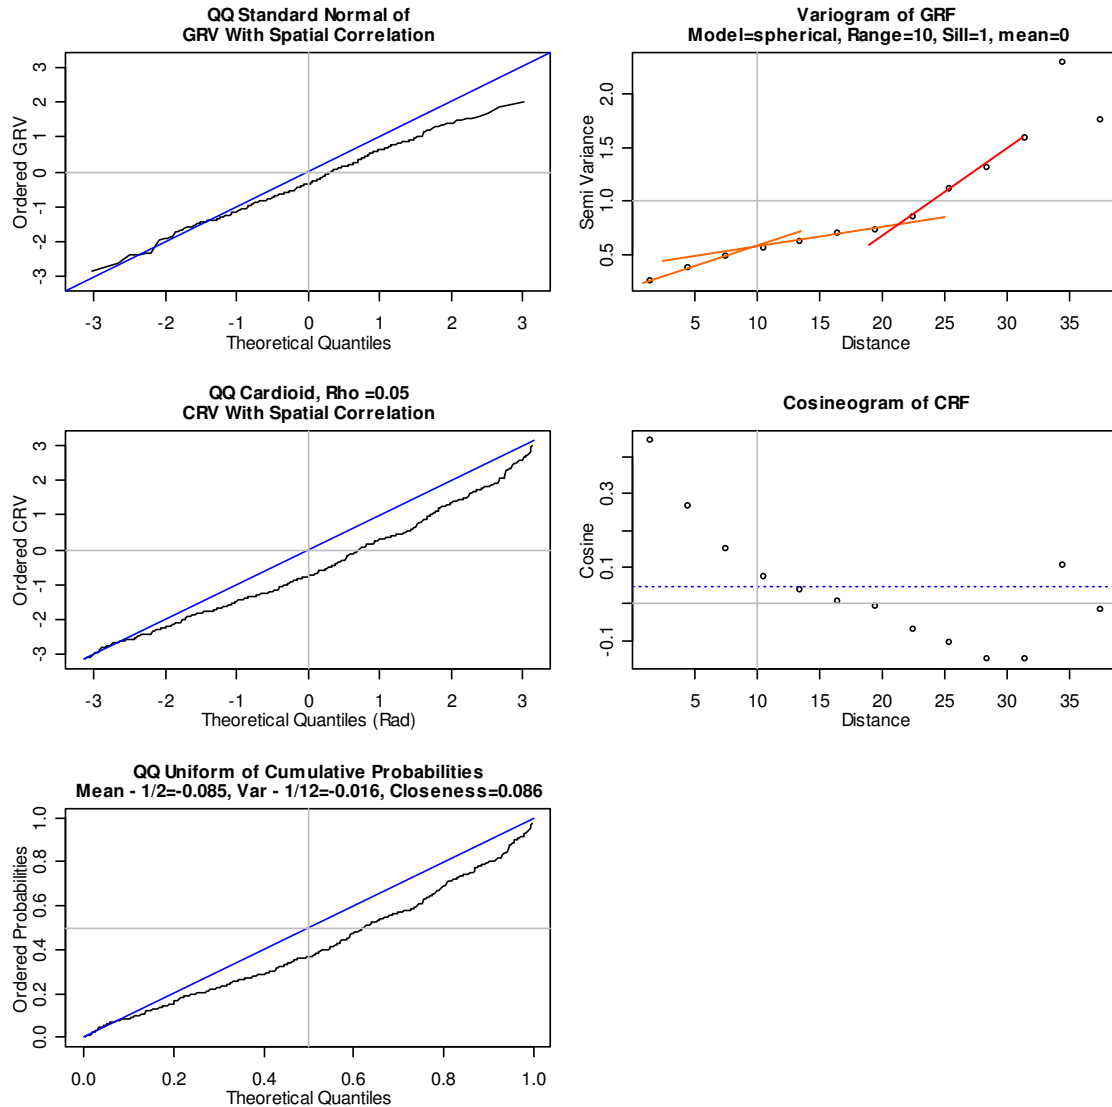 QQ Standard Normal of
GRV With Spatial Correlation
Ordered GRV
3
2
1
0
-1
-2
-3
-3 -2 -1 0 1 2 3
Theoretical Quantiles
Variogram of GRF
Model=spherical, Range=10, Sill=1, mean=0
Semi Variance
2.0
1.5
1.0
0.5
5 10 15 20 25 30 35
Distance
QQ Cardioid, Rho =0.05
CRV With Spatial Correlation
Ordered CRV
3
2
1
0
-1
-2
-3
-3 -2 -1 0 1 2 3
Theoretical Quantiles (Rad)
Cosineogram of CRF
Cosine
0.3
0.1
-0.1
5 10 15 20 25 30 35
Distance
QQ Uniform of Cumulative Probabilities
Mean - 1/2=-0.085, Var - 1/12=-0.016, Closeness=0.086
Ordered Probabilities
1.0
0.8
0.6
0.4
0.2
0.0
0.0 0.2 0.4 0.6 0.8 1.0
Theoretical Quantiles